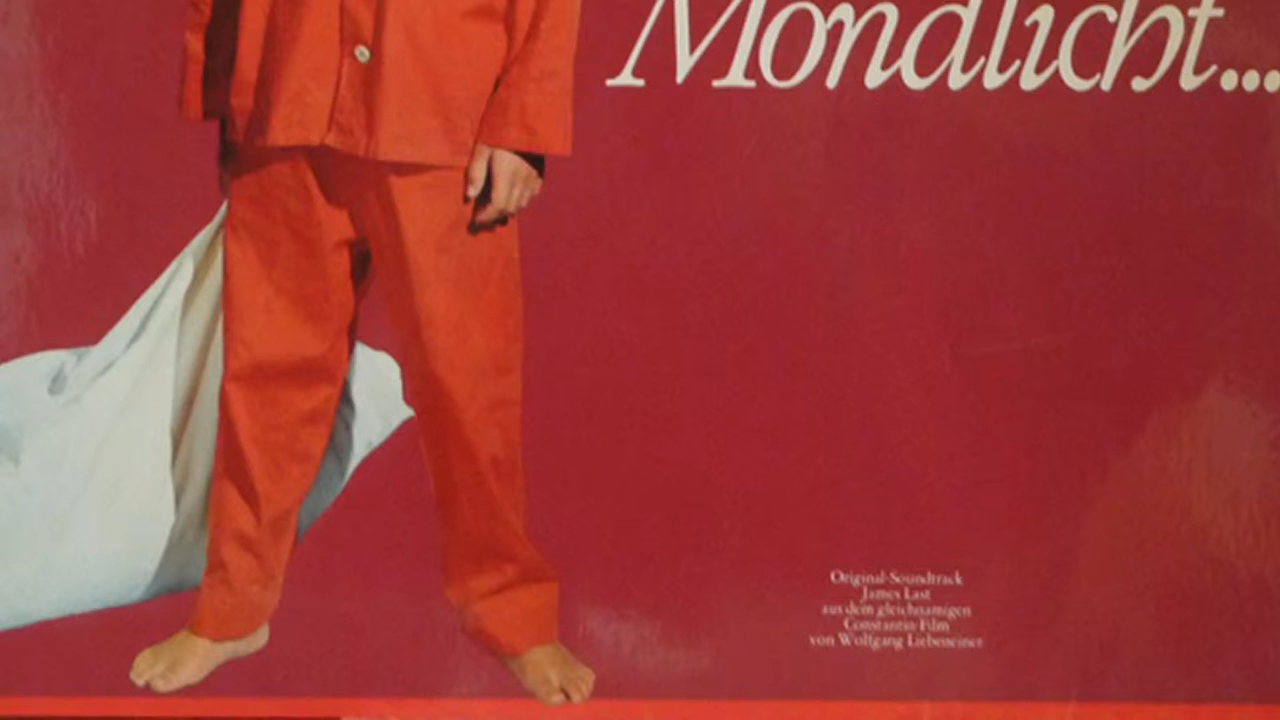 Mondlicht...
Original-Soundtrack
James Last
aus dem gleichnamigen
Constantin-Film
von Wolfgang Liebeneiner